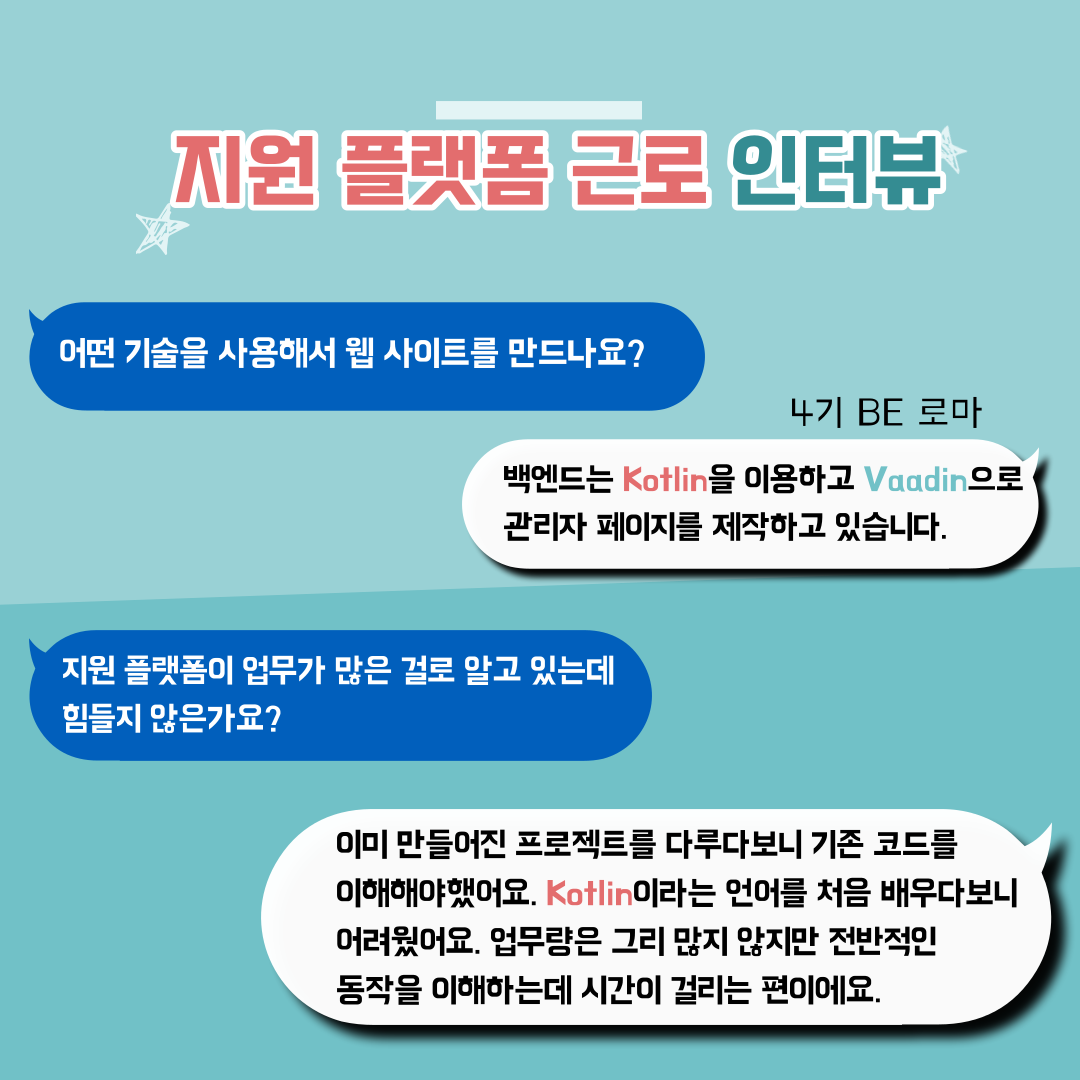 지원 플랫폼 근로 인터뷰
어떤 기술을 사용해서 웹 사이트를 만드나요?
4기 BE 로마
백엔드는 Kotlin을 이용하고 Vaadin으로
관리자 페이지를 제작하고 있습니다.
지원 플랫폼이 업무가 많은 걸로 알고 있는데
힘들지 않은가요?
이미 만들어진 프로젝트를 다루다보니 기존 코드를
이해해야했어요. Kotlin이라는 언어를 처음 배우다보니
어려웠어요. 업무량은 그리 많지 않지만 전반적인
동작을 이해하는데 시간이 걸리는 편이에요.